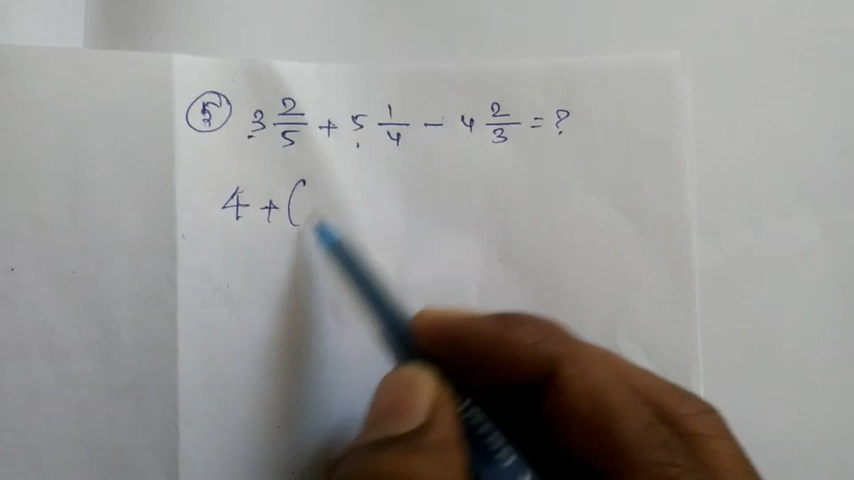 5 3 2/5 + 5 1/4 - 4 2/3 = ?
4 + (